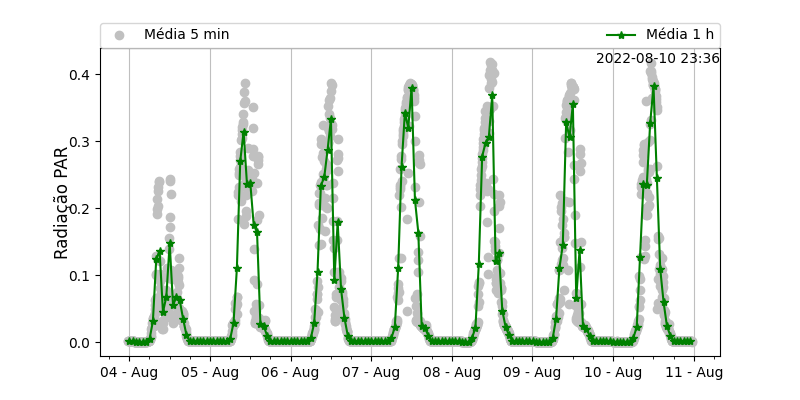 Média 5 min
Média 1 h
2022-08-10 23:36
Radiação PAR
0.4
0.3
0.2
0.1
0.0
04 - Aug
05 - Aug
06 - Aug
07 - Aug
08 - Aug
09 - Aug
10 - Aug
11 - Aug